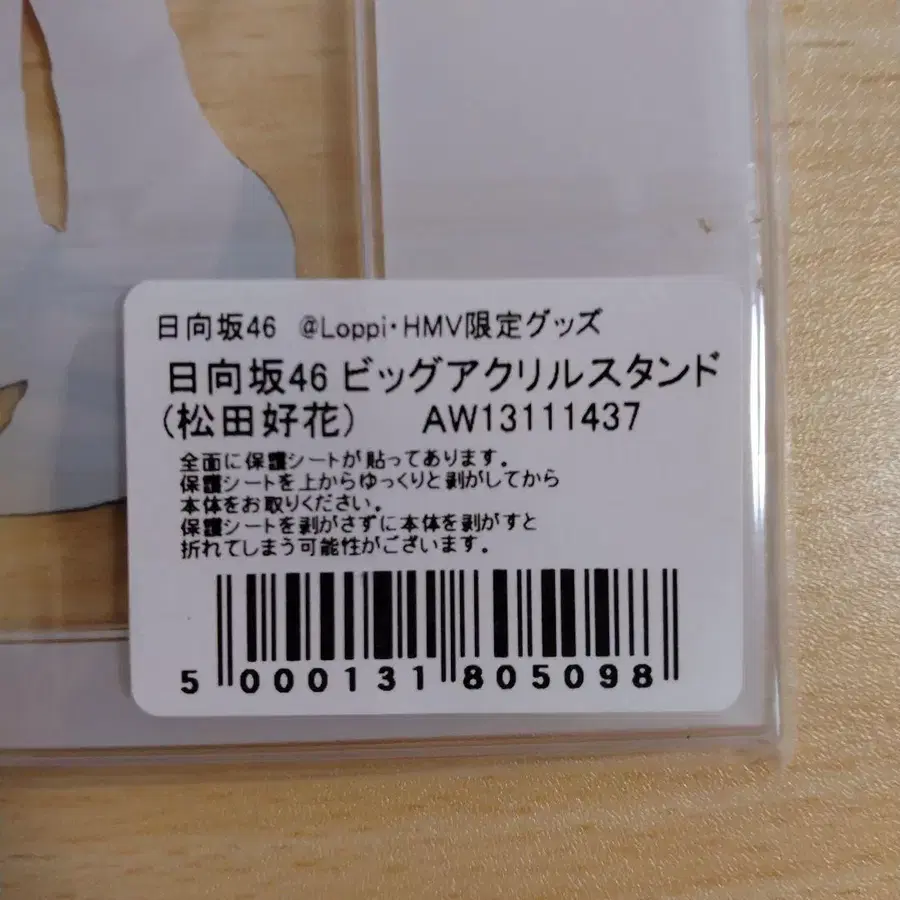 日向坂46 @Loppi・HMV限定グッズ
日向坂46 ビッグアクリルスタンド
(松田好花) AW13111437
全面に保護シートが貼ってあります。
保護シートを上からゆっくりと剥がしてから
本体をお取りください。
保護シートを剥がさずに本体を剥がすと
折れてしまう可能性がございます。
5 000131 805098